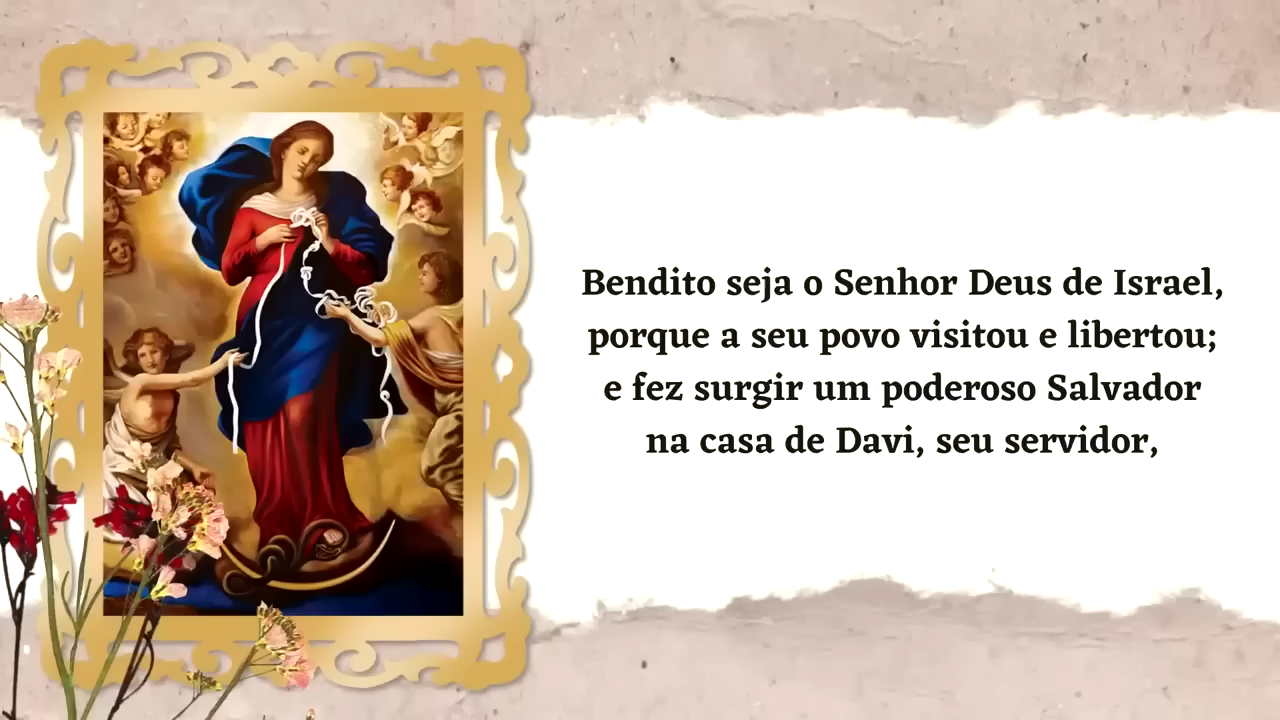 Bendito seja o Senhor Deus de Israel,
porque a seu povo visitou e libertou;
e fez surgir um poderoso Salvador
na casa de Davi, seu servidor,